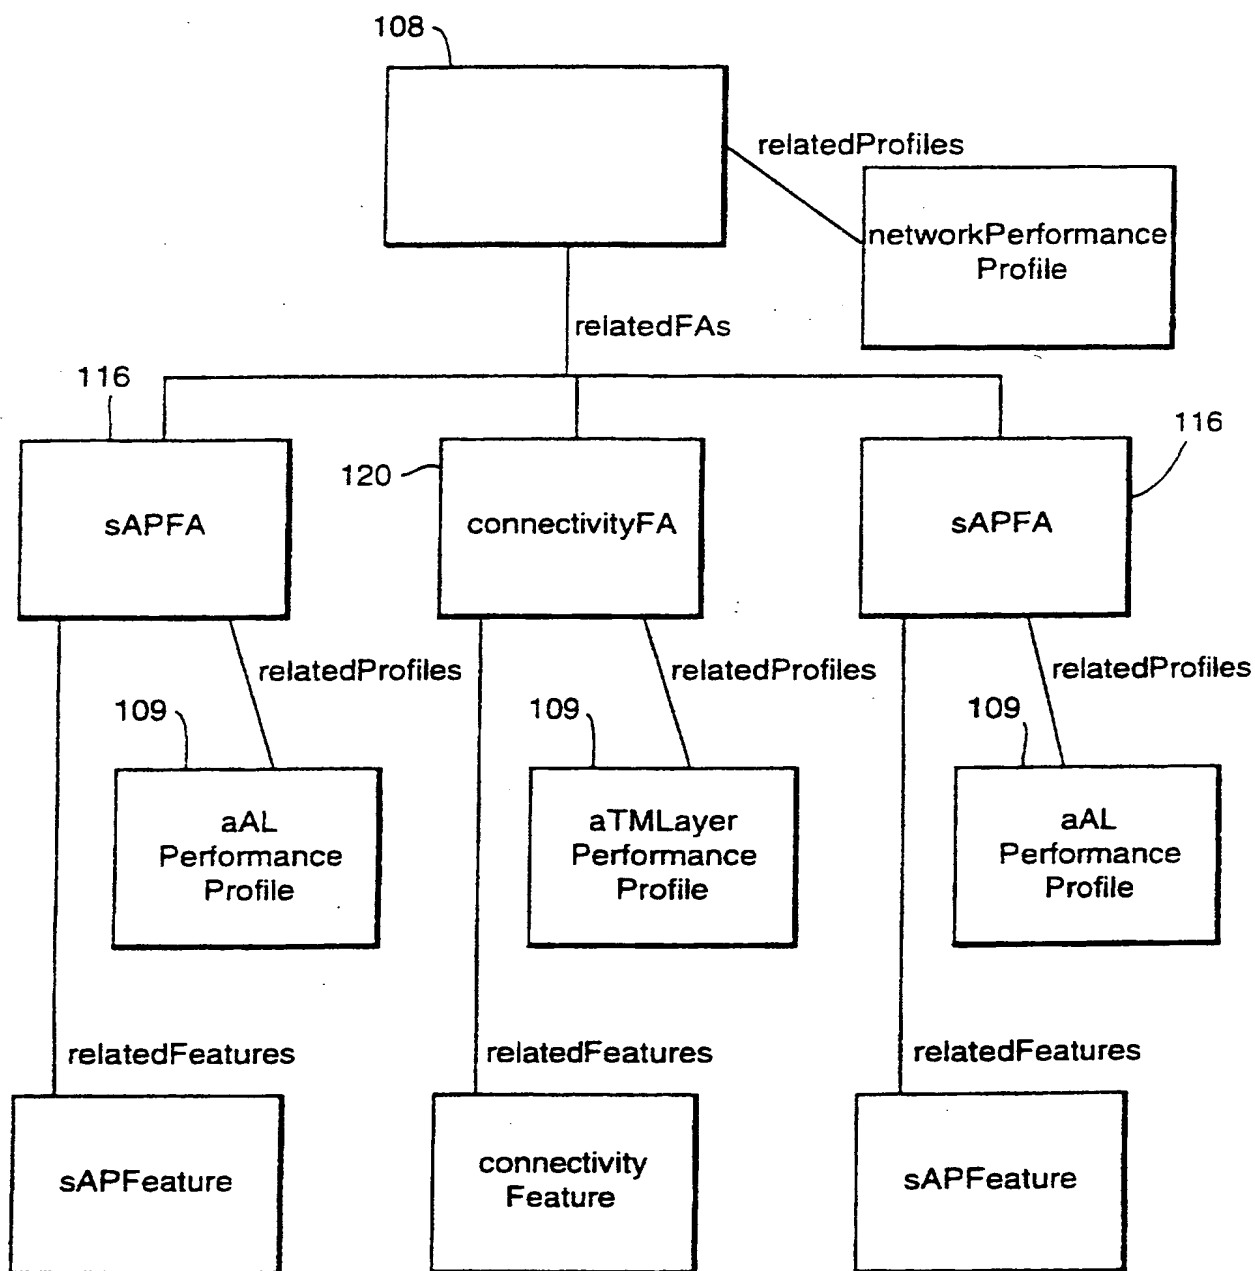 108
relatedProfiles
networkPerformance
Profile
relatedFAs
116
116
120
sAPFA
connectivityFA
sAPFA
relatedProfiles
relatedProfiles
relatedProfiles
109
109
109
aAL
Performance
Profile
aTMLayer
Performance
Profile
aAL
Performance
Profile
relatedFeatures
relatedFeatures
relatedFeatures
sAPFeature
connectivity
Feature
sAPFeature